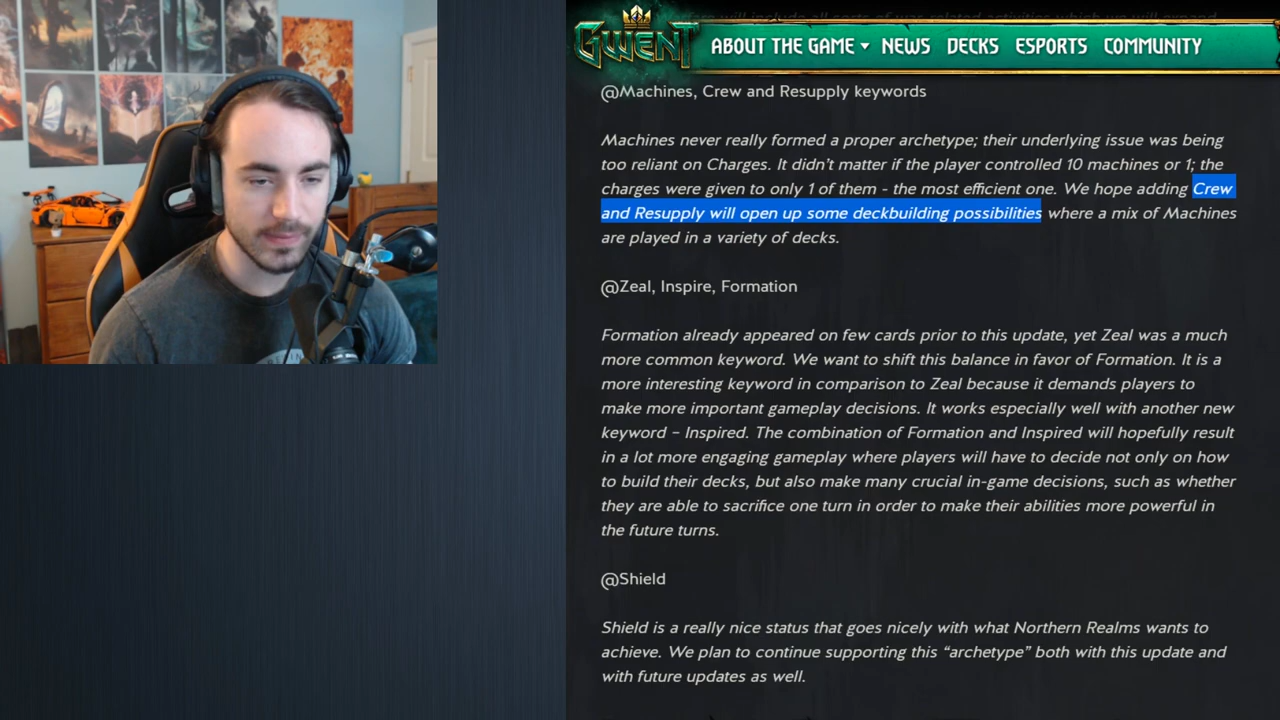 GWENT
ABOUT THE GAME NEWS DECKS ESPORTS COMMUNITY
@Machines, Crew and Resupply keywords
Machines never really formed a proper archetype; their underlying issue was being
too reliant on Charges. It didn't matter if the player controlled 10 machines or 1; the
charges were given to only 1 of them - the most efficient one. We hope adding Crew
and Resupply will open up some deckbuilding possibilities where a mix of Machines
are played in a variety of decks.
@Zeal, Inspire, Formation
Formation already appeared on few cards prior to this update, yet Zeal was a much
more common keyword. We want to shift this balance in favor of Formation. It is a
more interesting keyword in comparison to Zeal because it demands players to
make more important gameplay decisions. It works especially well with another new
keyword – Inspired. The combination of Formation and Inspired will hopefully result
in a lot more engaging gameplay where players will have to decide not only on how
to build their decks, but also make many crucial in-game decisions, such as whether
they are able to sacrifice one turn in order to make their abilities more powerful in
the future turns.
@Shield
Shield is a really nice status that goes nicely with what Northern Realms wants to
achieve. We plan to continue supporting this “archetype” both with this update and
with future updates as well.